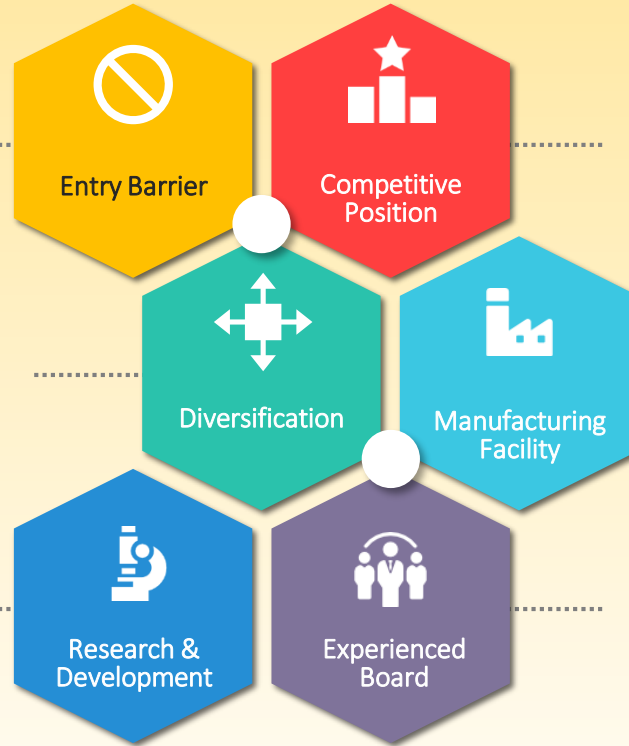 Entry Barrier
Competitive
Position
Diversification
Manufacturing
Facility
Research &
Development
Experienced
Board